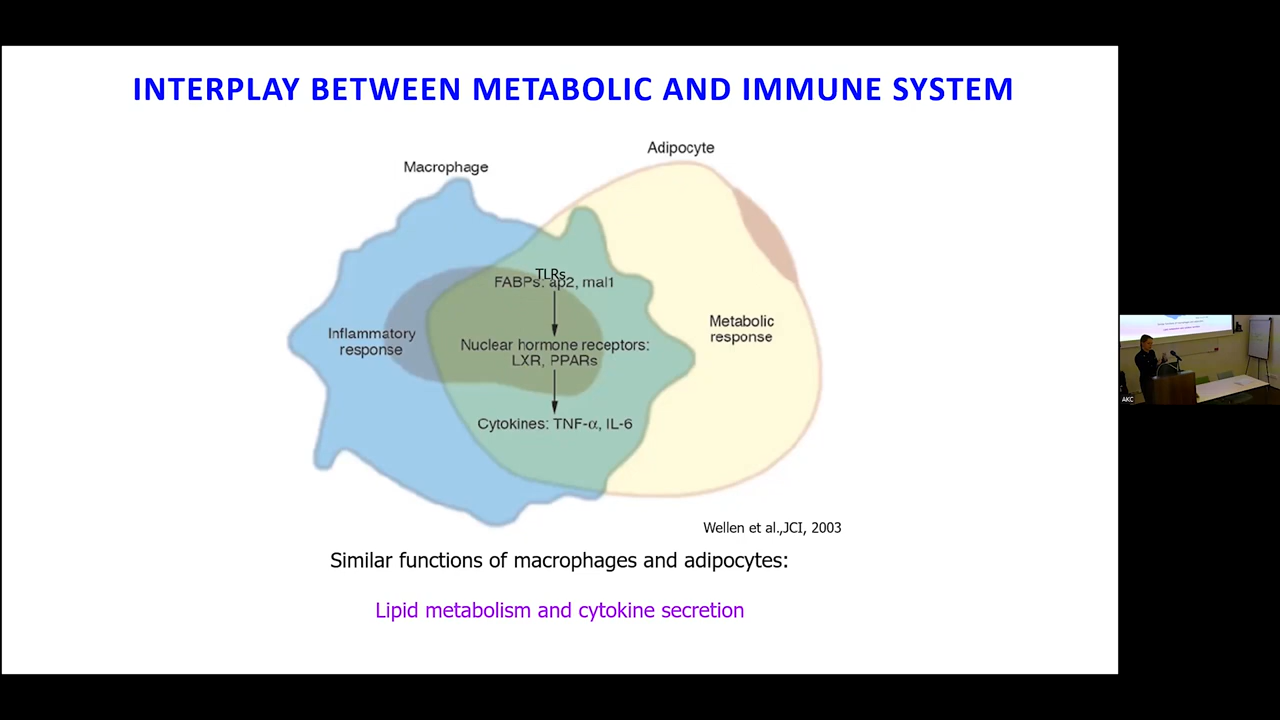 INTERPLAY BETWEEN METABOLIC AND IMMUNE SYSTEM
Adipocyte
Macrophage
TLRs
FABPs: ap2, mal1
Inflammatory
response
Nuclear hormone receptors:
LXR, PPARs
Metabolic
response
Cytokines: TNF-α, IL-6
Wellen et al.,JCI, 2003
Similar functions of macrophages and adipocytes:
Lipid metabolism and cytokine secretion
AKC